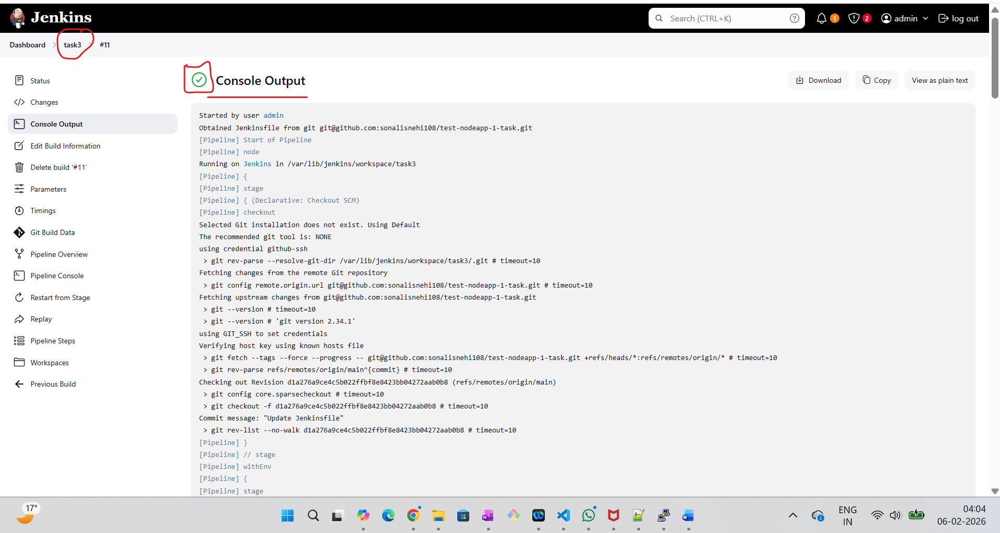 Jenkins
Search (CTRL+K)
1
2
admin
log out
Dashboard
task3
#11
Status
Changes
Console Output
Edit Build Information
Delete build ‘#11’
Parameters
Timings
Git Build Data
Pipeline Overview
Pipeline Console
Restart from Stage
Replay
Pipeline Steps
Workspaces
Previous Build
Console Output
Download
Copy
View as plain text
Started by user admin
Obtained Jenkinsfile from git git@github.com:sonalisnehi108/test-nodeapp-1-task.git
[Pipeline] Start of Pipeline
[Pipeline] node
Running on Jenkins in /var/lib/jenkins/workspace/task3
[Pipeline] {
[Pipeline] stage
[Pipeline] { (Declarative: Checkout SCM)
[Pipeline] checkout
Selected Git installation does not exist. Using Default
The recommended git tool is: NONE
using credential github-ssh
> git rev-parse --resolve-git-dir /var/lib/jenkins/workspace/task3/.git # timeout=10
Fetching changes from the remote Git repository
> git config remote.origin.url git@github.com:sonalisnehi108/test-nodeapp-1-task.git # timeout=10
Fetching upstream changes from git@github.com:sonalisnehi108/test-nodeapp-1-task.git
> git --version # timeout=10
> git --version # 'git version 2.34.1'
using GIT_SSH to set credentials
Verifying host key using known hosts file
> git fetch --tags --force --progress -- git@github.com:sonalisnehi108/test-nodeapp-1-task.git +refs/heads/*:refs/remotes/origin/* # timeout=10
> git rev-parse refs/remotes/origin/main^{commit} # timeout=10
Checking out Revision d1a276a9ce4c5b022ffbf8e8423bb04272aab0b8 (refs/remotes/origin/main)
> git config core.sparsecheckout # timeout=10
> git checkout -f d1a276a9ce4c5b022ffbf8e8423bb04272aab0b8 # timeout=10
Commit message: "Update Jenkinsfile"
> git rev-list --no-walk d1a276a9ce4c5b022ffbf8e8423bb04272aab0b8 # timeout=10
[Pipeline] }
[Pipeline] // stage
[Pipeline] withEnv
[Pipeline] {
[Pipeline] stage
17°
ENG
IN
04:04
06-02-2026